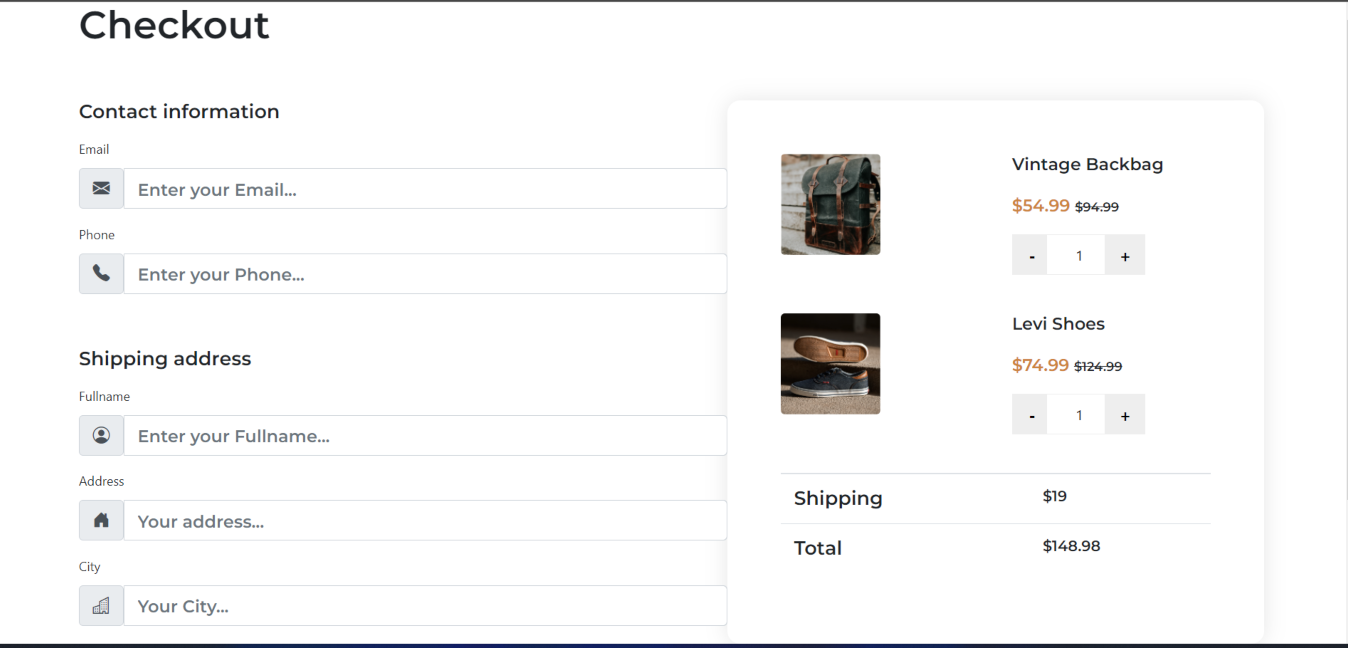 Checkout
Contact information
Email
Enter your Email...
Phone
Enter your Phone...
Shipping address
Fullname
Enter your Fullname...
Address
Your address...
City
Your City...
Vintage Backbag
$54.99 $94.99
- 1 +
Levi Shoes
$74.99 $124.99
- 1 +
Shipping $19
Total $148.98